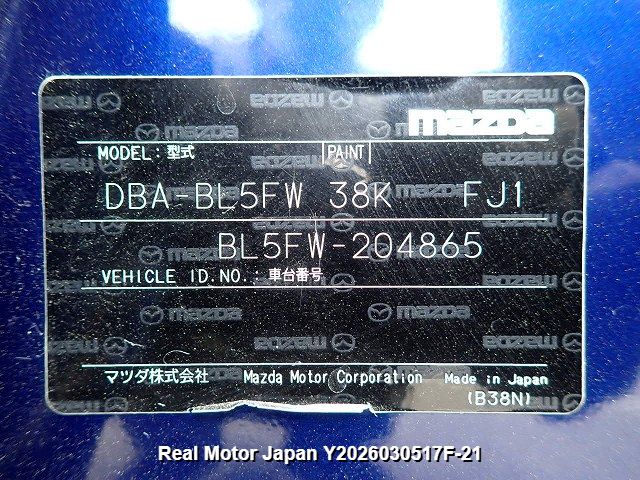 mazda
MODEL: 型式 PAINT
DBA-BL5FW 38K FJ1
BL5FW-204865
VEHICLE ID.NO.: 車台番号
マツダ株式会社 Mazda Motor Corporation Made in Japan
(B38N)
Real Motor Japan Y2026030517F-21